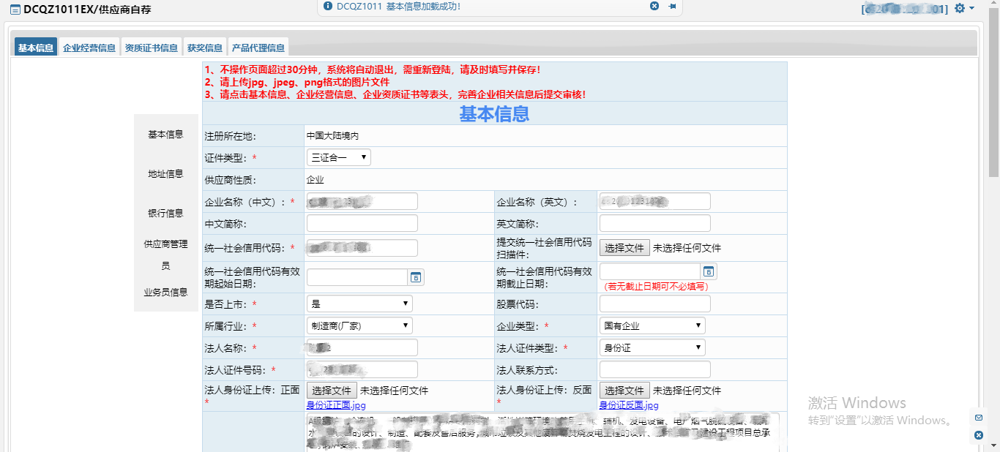 DCQZ1011EX/供应商自荐
DCQZ1011 基本信息加载成功!
基本信息 企业经营信息 资质证书信息 获奖信息 产品代理信息
1、不操作页面超过30分钟，系统将自动退出，需重新登陆，请及时填写并保存!
2、请上传jpg、jpeg、png格式的图片文件
3、请点击基本信息、企业经营信息、企业资质证书等表头，完善企业相关信息后提交审核!
基本信息
基本信息
地址信息
银行信息
供应商管理
员
业务员信息
注册所在地: 中国大陆境内
证件类型: * 三证合一
供应商性质: 企业
企业名称（中文）: * 企业名称（英文）:
中文简称: 英文简称:
统一社会信用代码: * 提交统一社会信用代码
扫描件: 选择文件 未选择任何文件
统一社会信用代码有效
期起始日期:
统一社会信用代码有效
期截止日期:
(若无截止日期可不必填写)
是否上市: * 是 股票代码:
所属行业: * 制造商(厂家) 企业类型: * 国有企业
法人名称: * 法人证件类型: * 身份证
法人证件号码: * 法人联系方式:
法人身份证上传: 正面
* 选择文件 未选择任何文件
身份证正面.jpg
法人身份证上传: 反面
* 选择文件 未选择任何文件
身份证反面.jpg
发电设备、电
的设计、制造、配套及售后服务
焚烧发电工程的设计、
建设工程项目总承
激活 Windows
转到"设置"以激活 Windows。